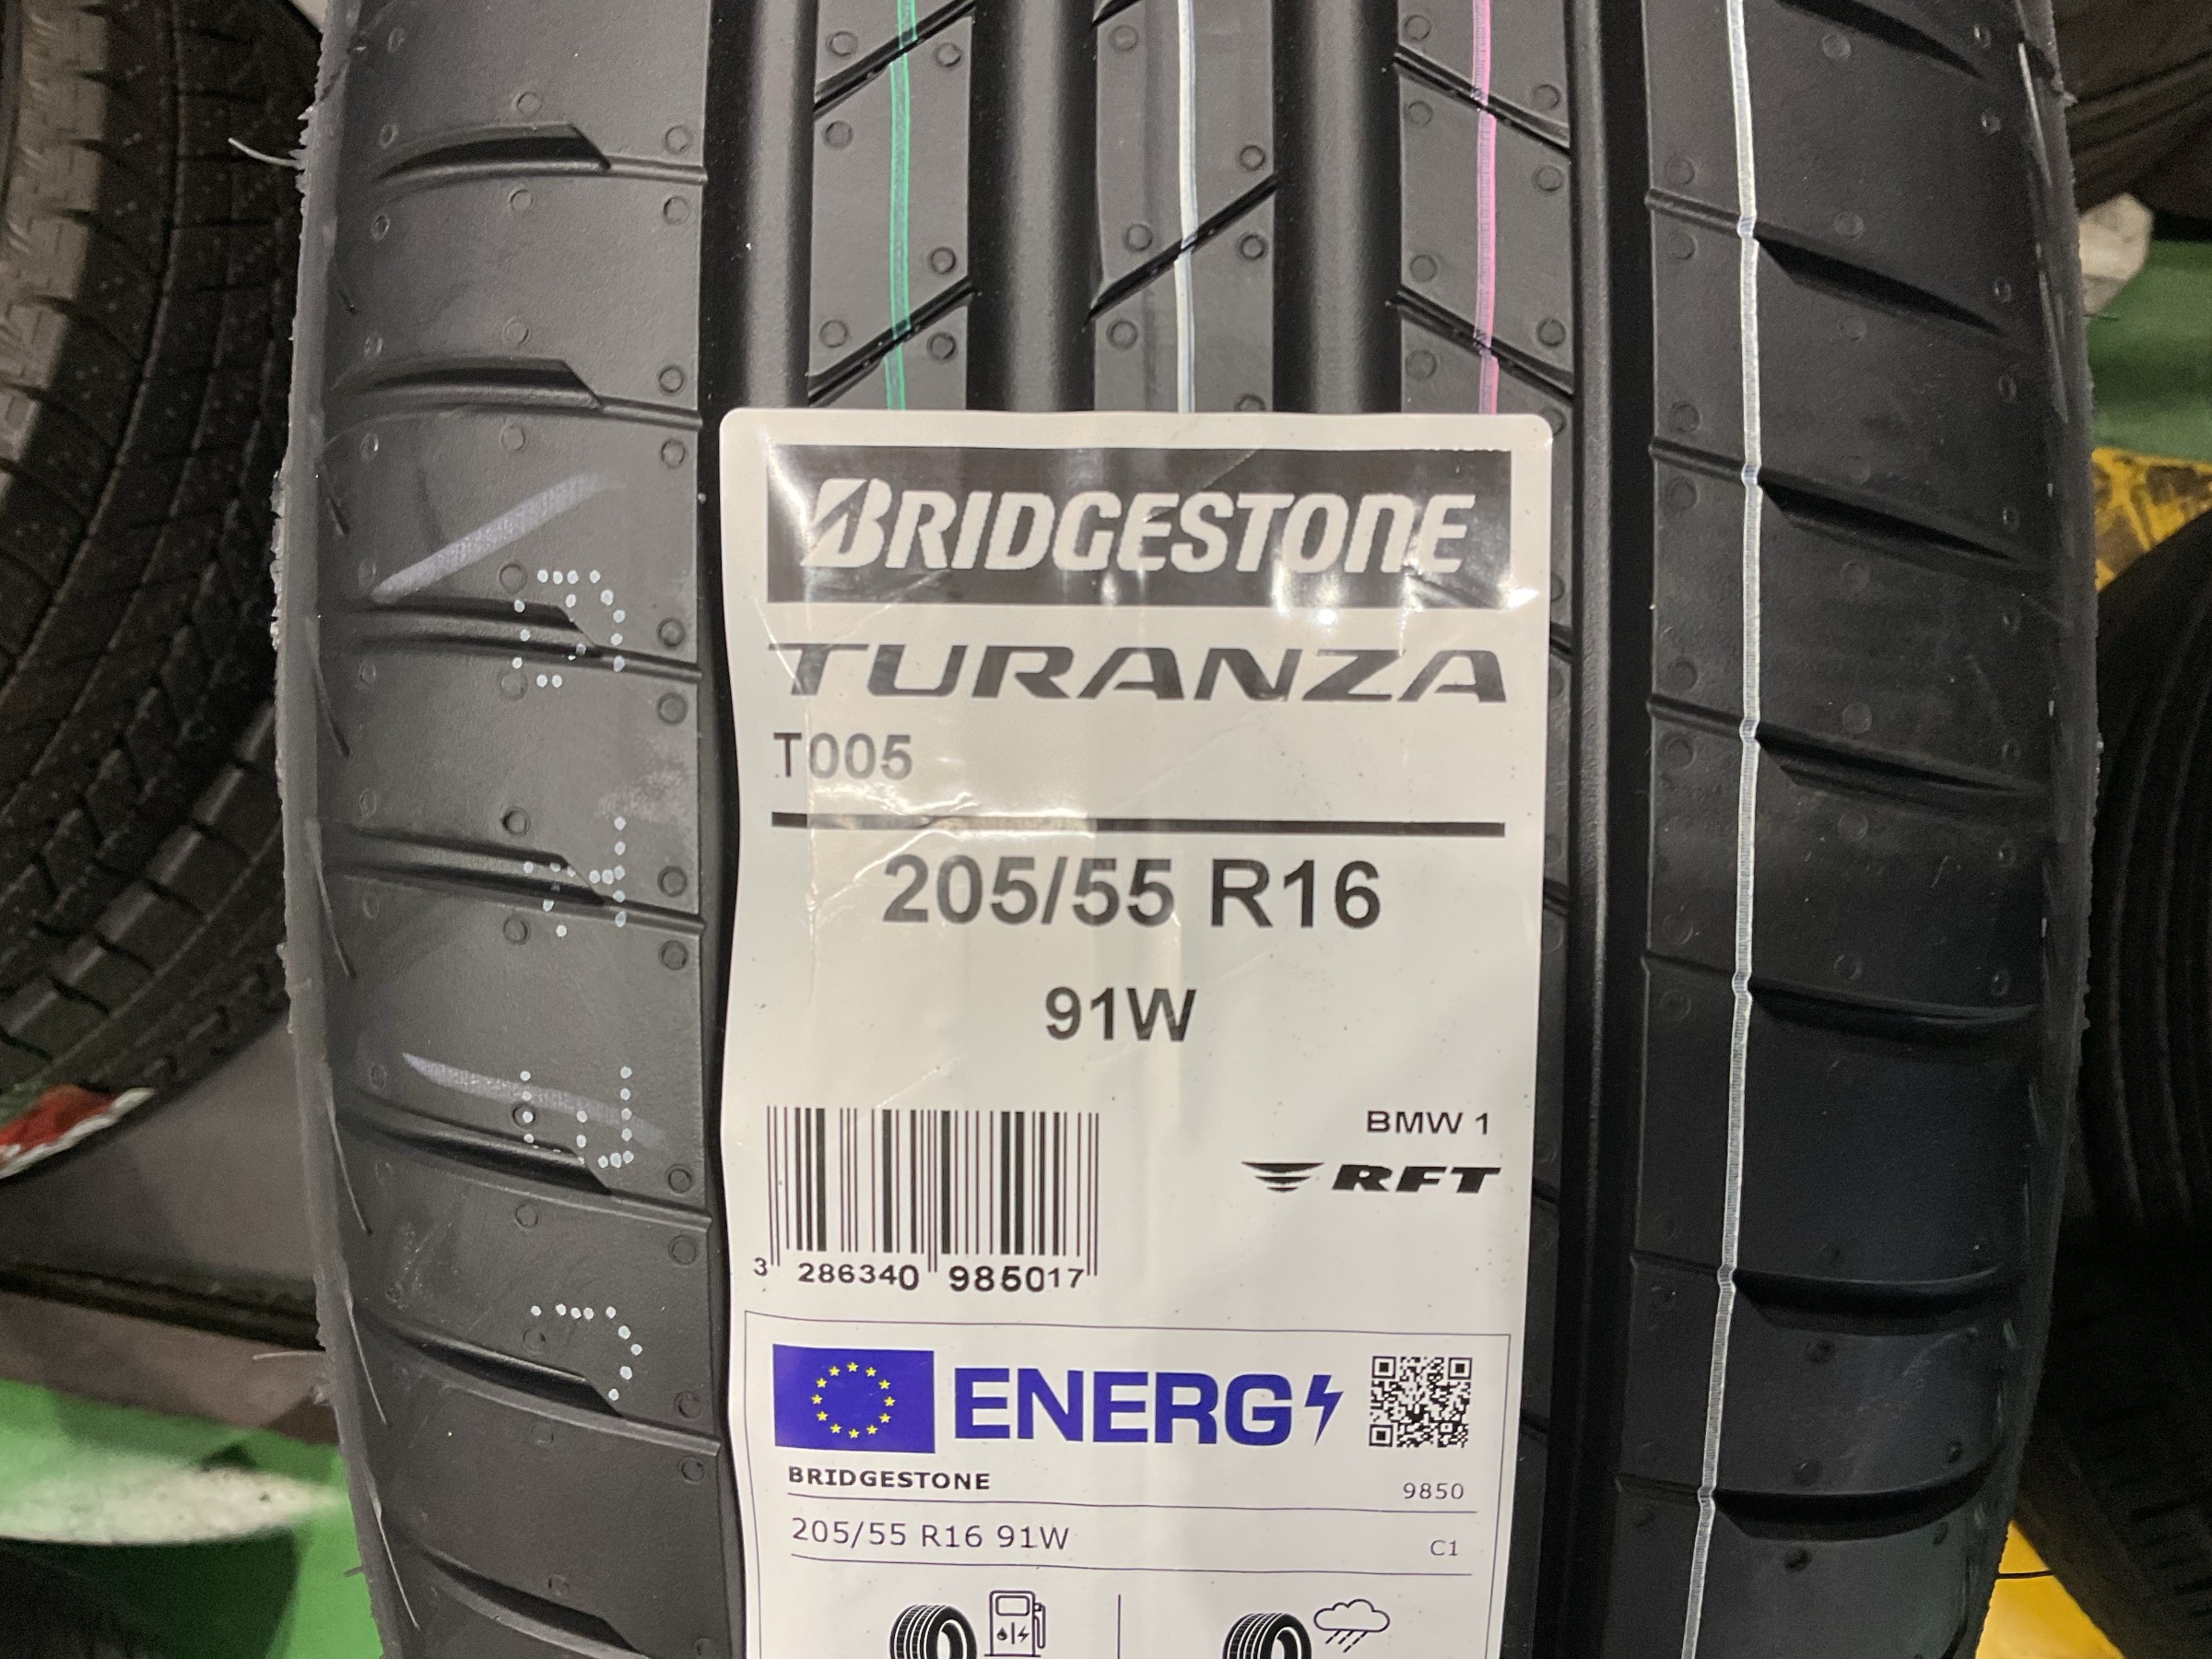 BRIDGESTONE
TURANZA
T005
205/55 R16
91W
BMW 1
RFT
3 286340 985017
ENERG
BRIDGESTONE
9850
205/55 R16 91W
C1